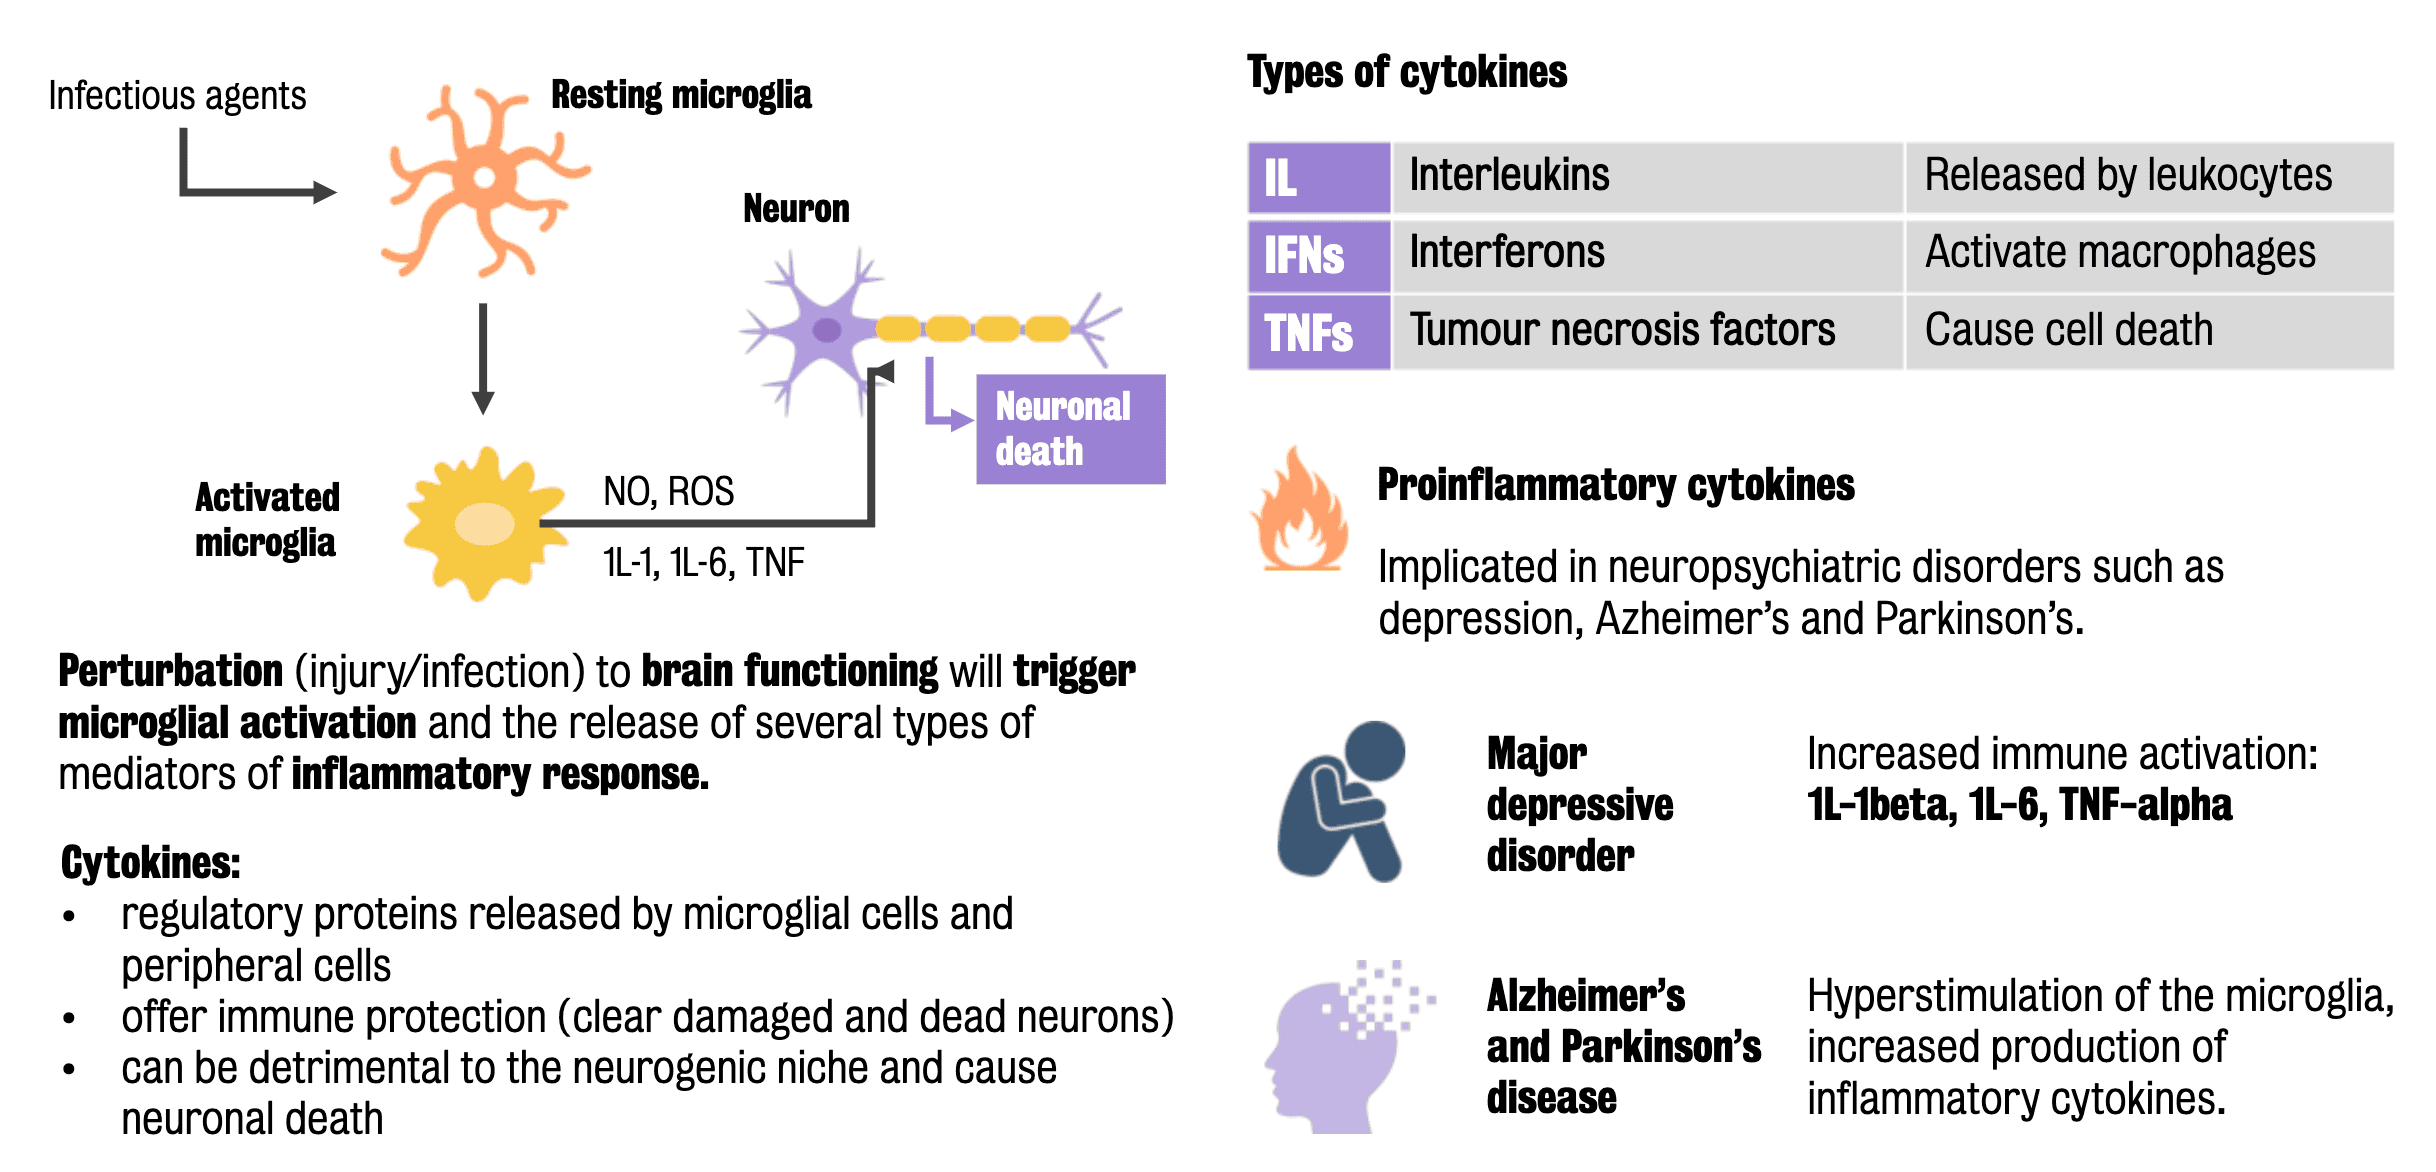 Infectious agents
Resting microglia
Neuron
Neuronal
death
Activated
microglia
NO, ROS
1L-1, 1L-6, TNF
Perturbation (injury/infection) to brain functioning will trigger
microglial activation and the release of several types of
mediators of inflammatory response.
Cytokines:
• regulatory proteins released by microglial cells and
peripheral cells
• offer immune protection (clear damaged and dead neurons)
• can be detrimental to the neurogenic niche and cause
neuronal death
Types of cytokines
IL Interleukins Released by leukocytes
IFNs Interferons Activate macrophages
TNFs Tumour necrosis factors Cause cell death
Proinflammatory cytokines
Implicated in neuropsychiatric disorders such as
depression, Azheimer's and Parkinson's.
Major
depressive
disorder
Increased immune activation:
1L-1beta, 1L-6, TNF-alpha
Alzheimer's
and Parkinson's
disease
Hyperstimulation of the microglia,
increased production of
inflammatory cytokines.